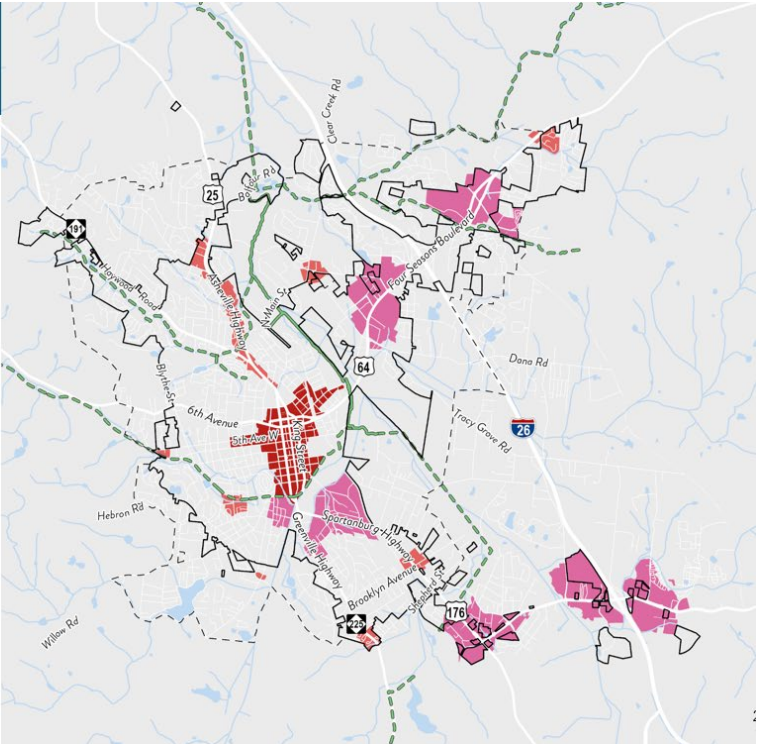 Clear Creek Rd
25
Balfour Rd
191
Haywood Road
Four Seasons Boulevard
Asheville Highway
N Main St
64
Dana Rd
Blythe St
6th Avenue
5th Ave W
King Street
Tracy Grove Rd
26
Hebron Rd
Spartanburg Highway
Greenville Highway
Brooklyn Avenue
Shepherd St
176
225
Willow Rd
2